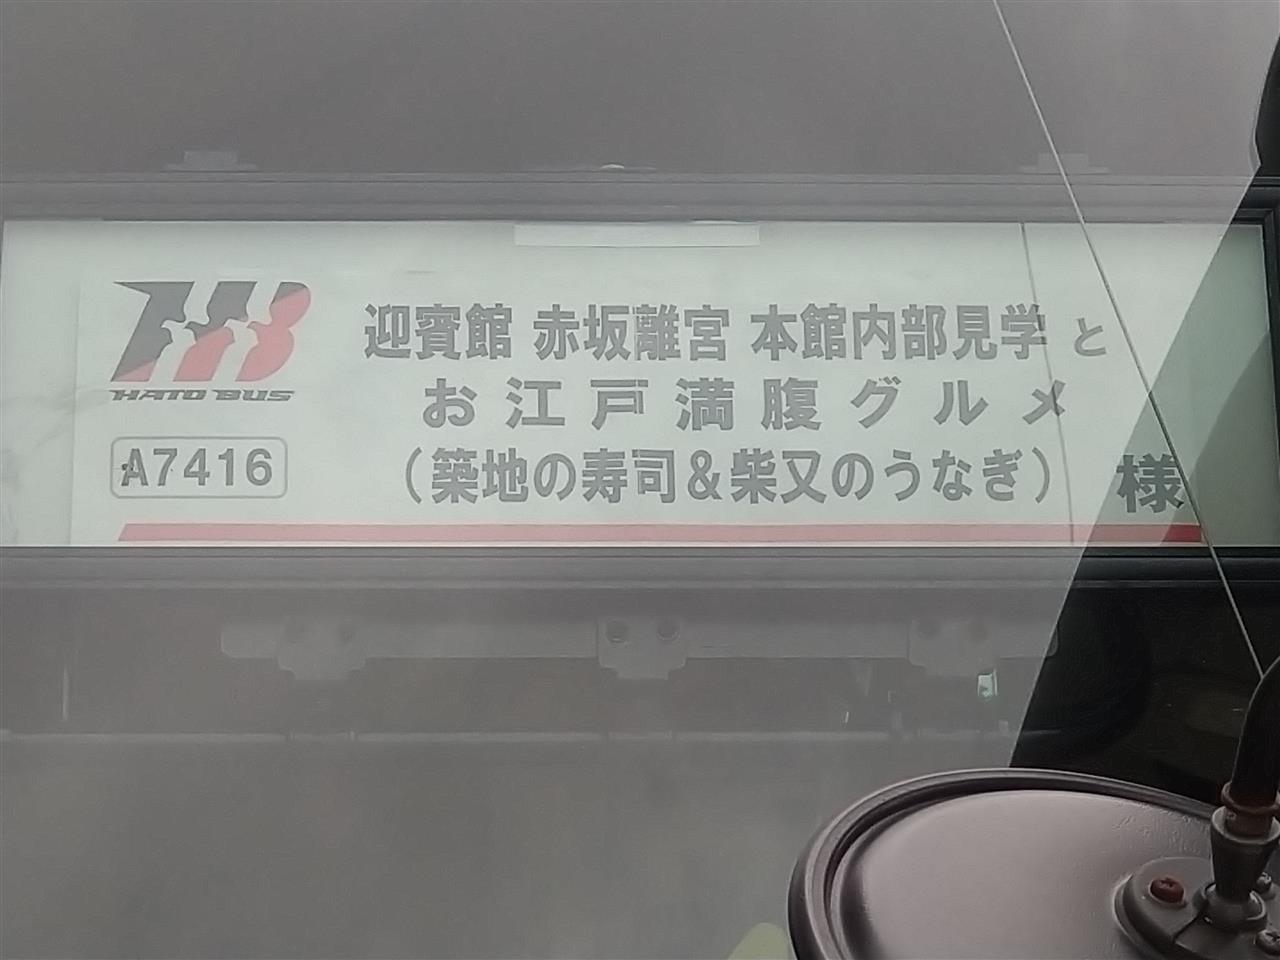 HATO BUS
A7416
迎賓館 赤坂離宮 本館内部見学と
お江戸満腹グルメ
（築地の寿司＆柴又のうなぎ） 様